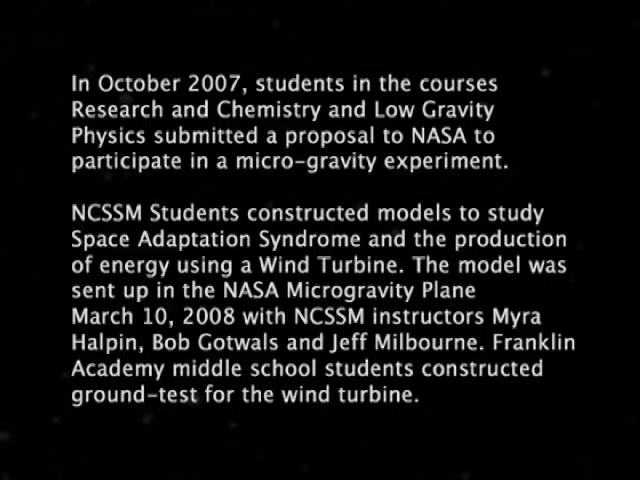 In October 2007, students in the courses
Research and Chemistry and Low Gravity
Physics submitted a proposal to NASA to
participate in a micro-gravity experiment.
NCSSM Students constructed models to study
Space Adaptation Syndrome and the production
of energy using a Wind Turbine. The model was
sent up in the NASA Microgravity Plane
March 10, 2008 with NCSSM instructors Myra
Halpin, Bob Gotwals and Jeff Milbourne. Franklin
Academy middle school students constructed
ground-test for the wind turbine.